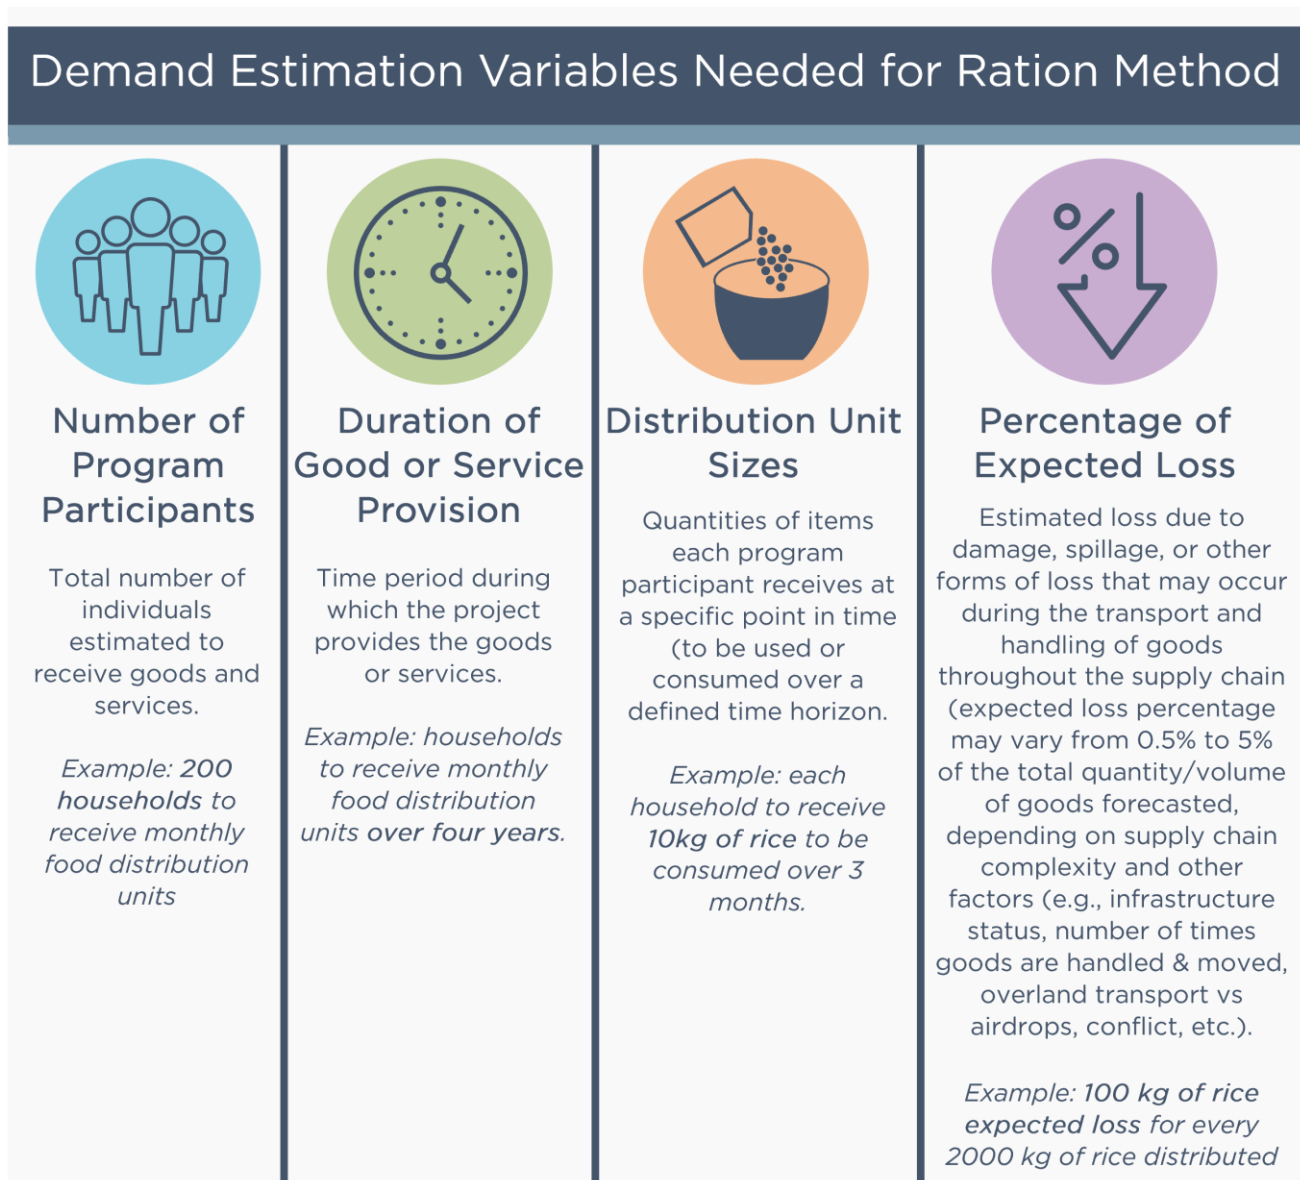 Demand Estimation Variables Needed for Ration Method
Number of
Program
Participants
Total number of
individuals
estimated to
receive goods and
services.
Example: 200
households to
receive monthly
food distribution
units
Duration of
Good or Service
Provision
Time period during
which the project
provides the goods
or services.
Example: households
to receive monthly
food distribution
units over four years.
Distribution Unit
Sizes
Quantities of items
each program
participant receives at
a specific point in time
(to be used or
consumed over a
defined time horizon.
Example: each
household to receive
10kg of rice to be
consumed over 3
months.
%
Percentage of
Expected Loss
Estimated loss due to
damage, spillage, or other
forms of loss that may occur
during the transport and
handling of goods
throughout the supply chain
(expected loss percentage
may vary from 0.5% to 5%
of the total quantity/volume
of goods forecasted,
depending on supply chain
complexity and other
factors (e.g., infrastructure
status, number of times
goods are handled & moved,
overland transport vs
airdrops, conflict, etc.).
Example: 100 kg of rice
expected loss for every
2000 kg of rice distributed